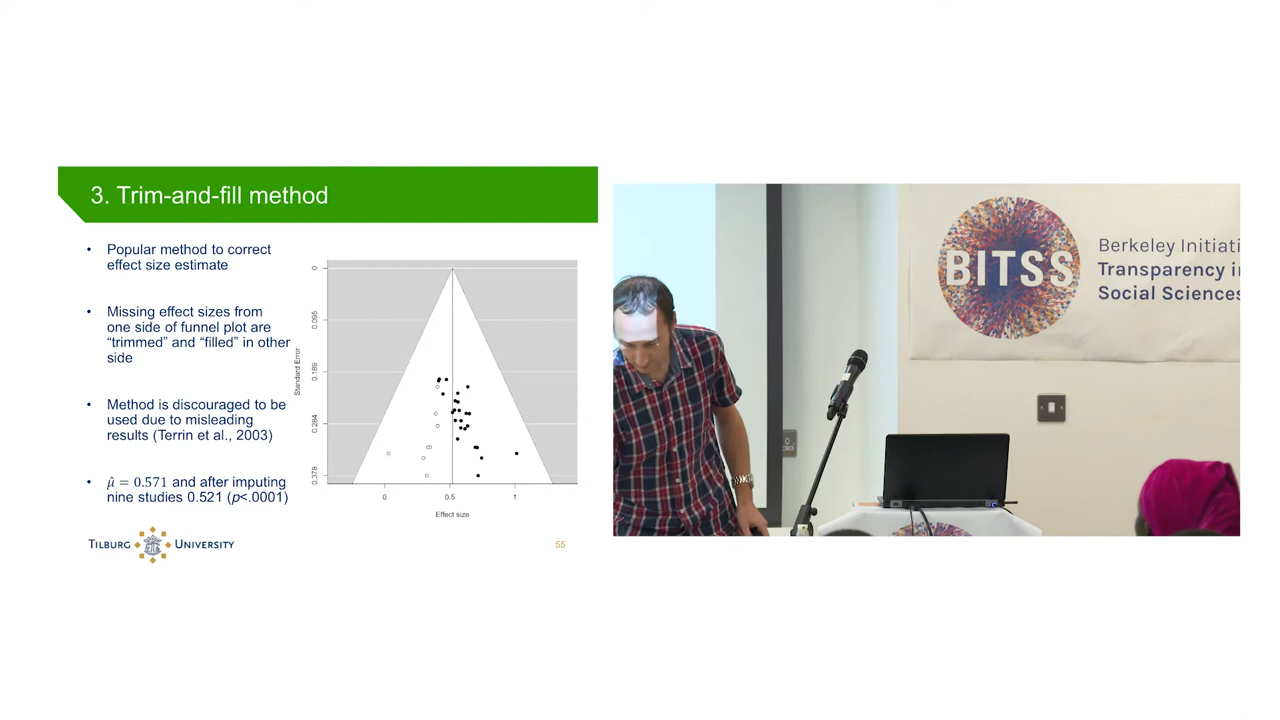 3. Trim-and-fill method
• Popular method to correct
effect size estimate
• Missing effect sizes from
one side of funnel plot are
“trimmed” and “filled” in other
side
• Method is discouraged to be
used due to misleading
results (Terrin et al., 2003)
• μ̂ = 0.571 and after imputing
nine studies 0.521 (p<.0001)
Standard Error
0
0.095
0.189
0.284
0.378
0
0.5
1
Effect size
TILBURG UNIVERSITY
55
BITSS
Berkeley Initiati
Transparency i
Social Sciences